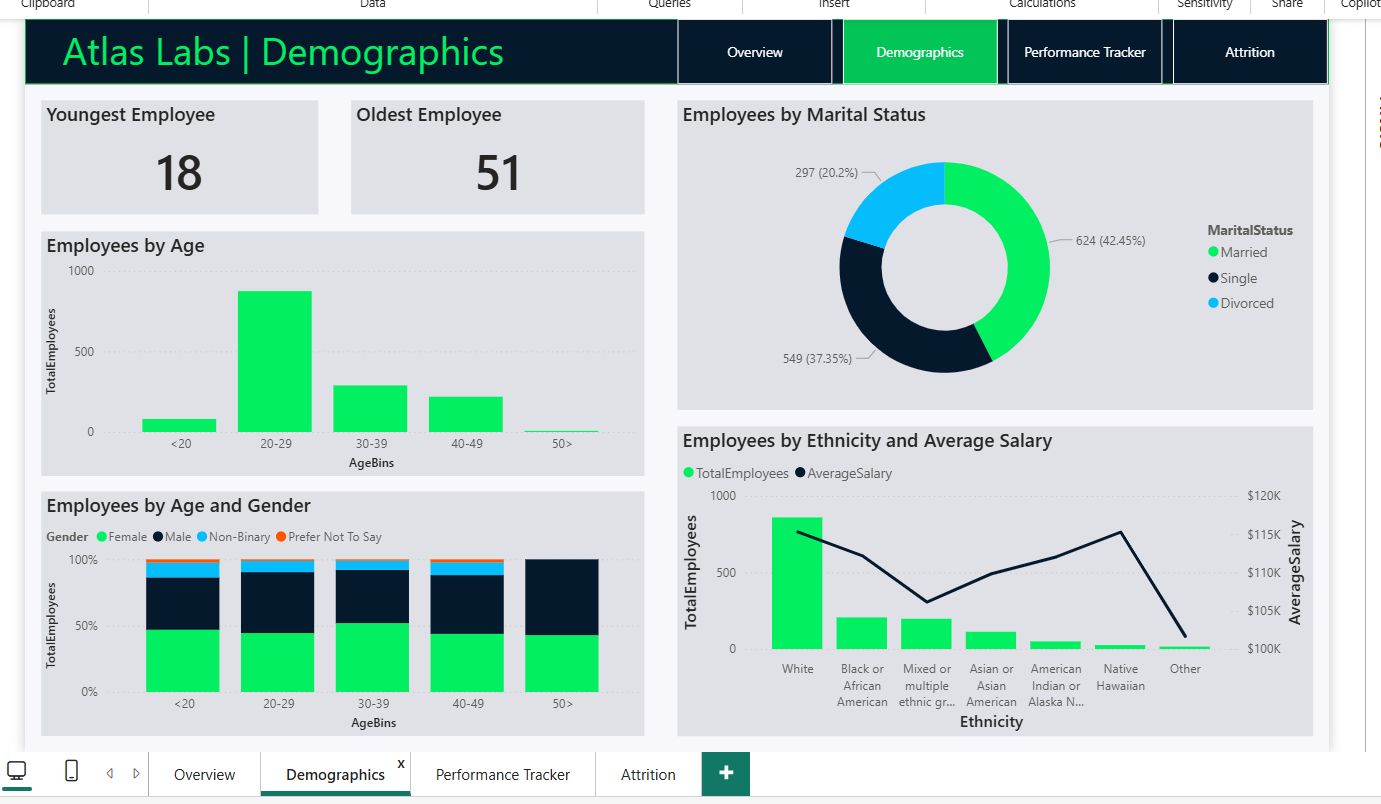 Clipboard
Data
Queries
Insert
Calculations
Sensitivity
Share
Copilot
Atlas Labs | Demographics
Overview
Demographics
Performance Tracker
Attrition
Youngest Employee
18
Oldest Employee
51
Employees by Age
TotalEmployees
1000
500
0
<20
20-29
30-39
40-49
50>
AgeBins
Employees by Age and Gender
Gender Female Male Non-Binary Prefer Not To Say
TotalEmployees
100%
50%
0%
<20
20-29
30-39
40-49
50>
AgeBins
Employees by Marital Status
297 (20.2%)
624 (42.45%)
549 (37.35%)
MaritalStatus
Married
Single
Divorced
Employees by Ethnicity and Average Salary
TotalEmployees AverageSalary
TotalEmployees
1000
500
0
$120K
$115K
$110K
$105K
$100K
AverageSalary
White
Black or
African
American
Mixed or
multiple
ethnic gr...
Asian or
Asian
American
American
Indian or
Alaska N...
Native
Hawaiian
Other
Ethnicity
Overview
Demographics
x
Performance Tracker
Attrition
+